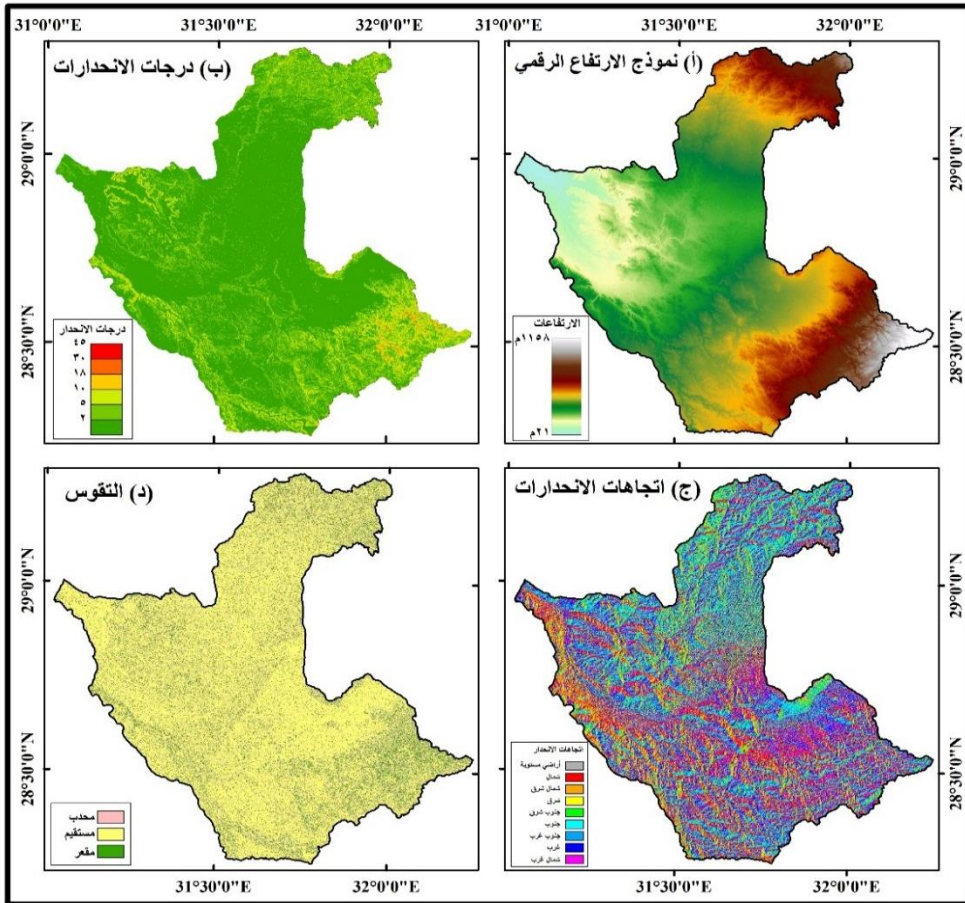 31°0'0"E 31°30'0"E 32°0'0"E 31°0'0"E 31°30'0"E 32°0'0"E
(أ) نموذج الارتفاع الرقمي
29°0'0"N
28°30'0"N
الارتفاعات
١١٥٨م
٢١م
(ب) درجات الانحدارات
29°0'0"N
28°30'0"N
درجات الانحدار
٤٥
٣٠
١٨
١٠
٥
٢
(ج) اتجاهات الانحدارات
29°0'0"N
28°30'0"N
اتجاهات الانحدار
أراضي مستوية
شمال
شمال شرق
شرق
جنوب شرق
جنوب
جنوب غرب
غرب
شمال غرب
(د) التقوس
29°0'0"N
28°30'0"N
محدب
مستقيم
مقعر
31°30'0"E 32°0'0"E 31°30'0"E 32°0'0"E